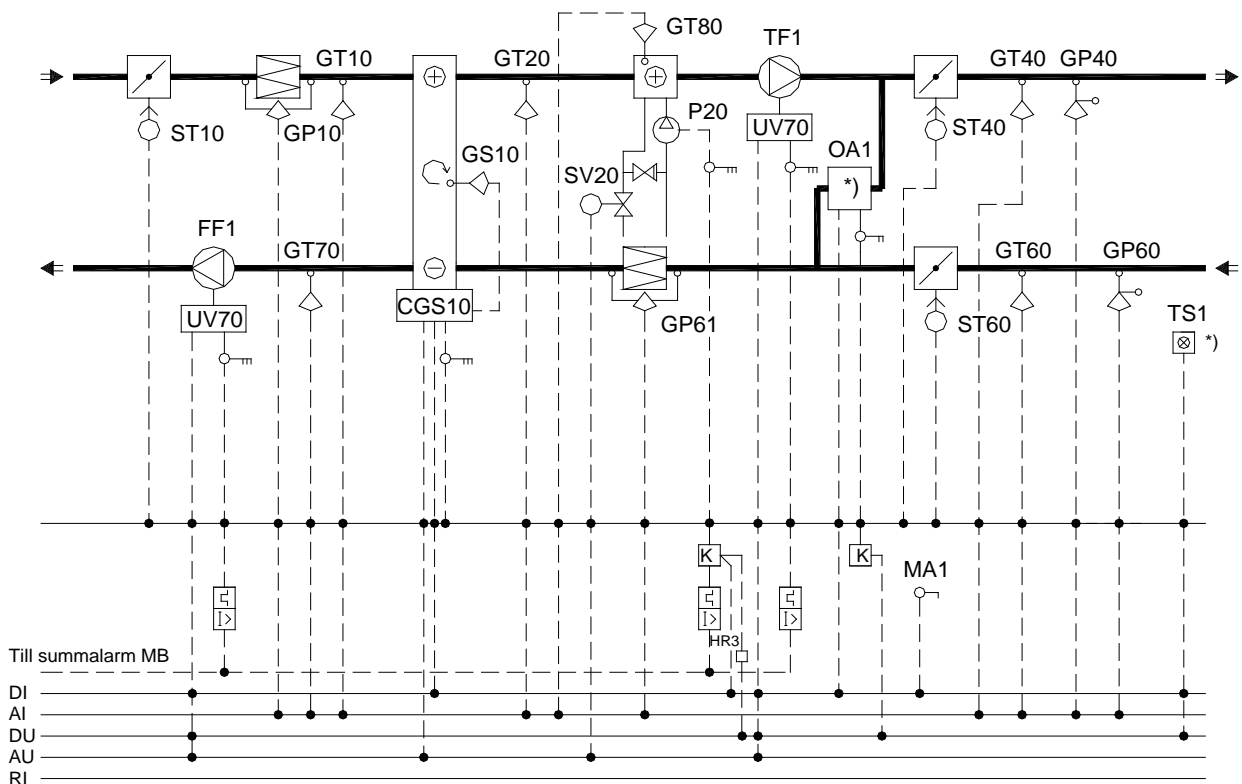 GT80
TF1
GT10
GT20
GT40
GP40
ST10
GP10
GS10
P20
UV70
ST40
SV20
OA1
*)
FF1
GT70
GT60
GP60
UV70
CGS10
GP61
ST60
TS1
*)
K
K
MA1
I>
I>
I>
HR3
Till summalarm MB
DI
AI
DU
AU
RI